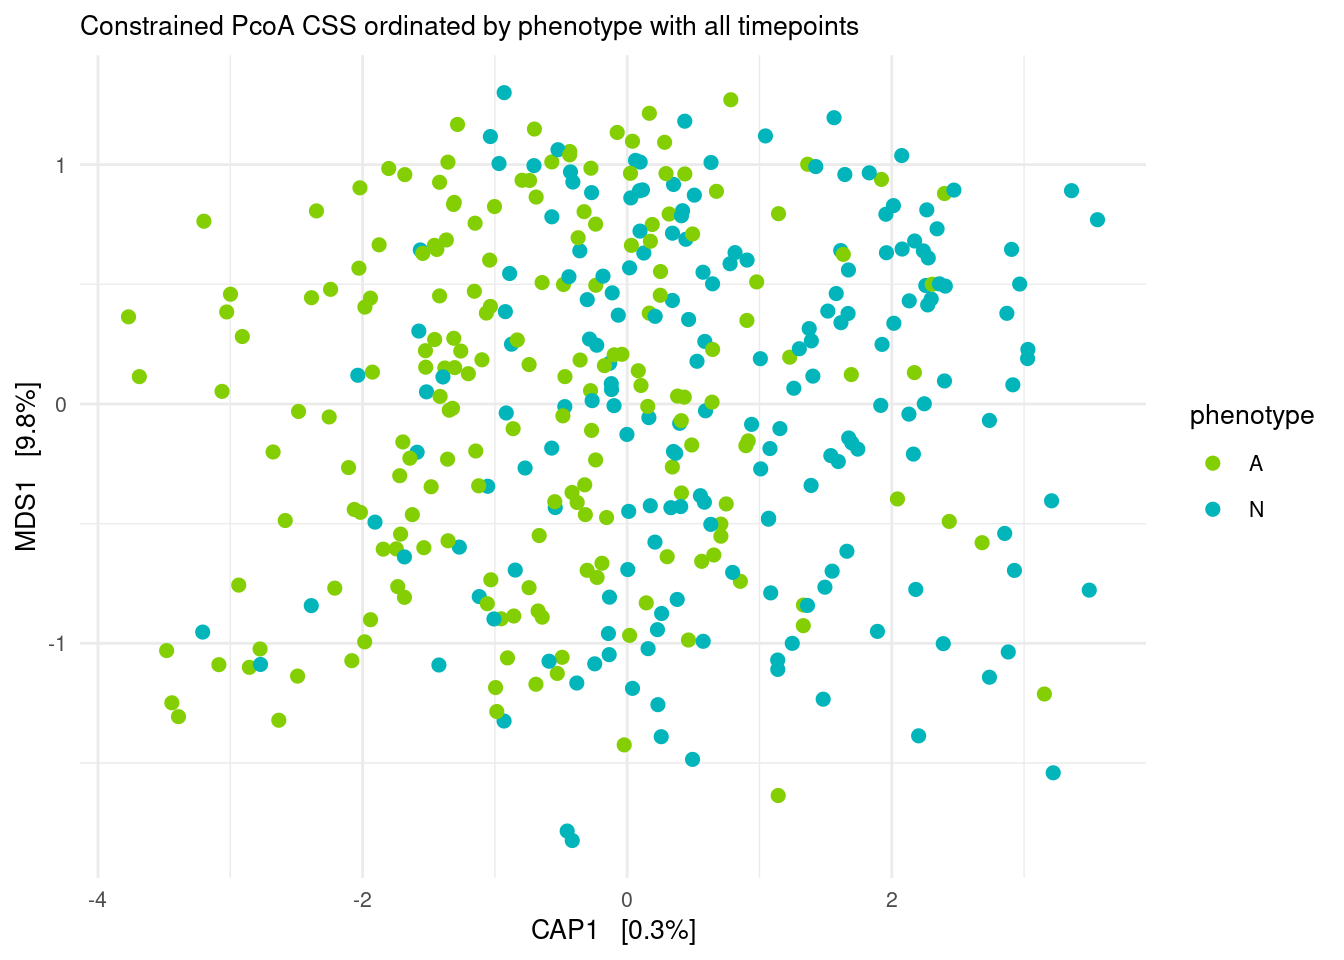 Constrained PcoA CSS ordinated by phenotype with all timepoints
MDS1 [9.8%]
1
0
-1
-4
-2
0
2
CAP1 [0.3%]
phenotype
A
N